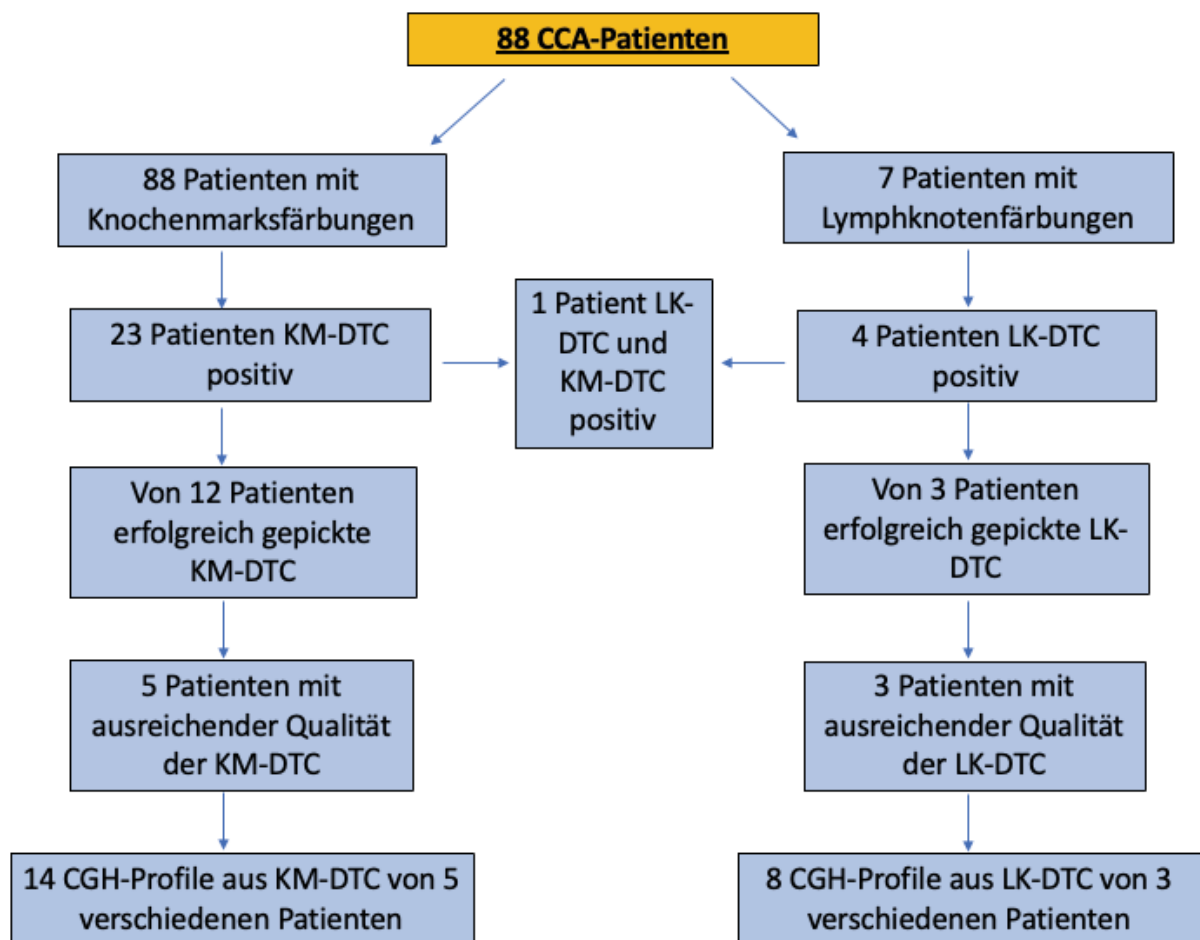 88 CCA-Patienten
88 Patienten mit
Knochenmarksfärbungen
7 Patienten mit
Lymphknotenfärbungen
23 Patienten KM-DTC
positiv
1 Patient LK-
DTC und
KM-DTC
positiv
4 Patienten LK-DTC
positiv
Von 12 Patienten
erfolgreich gepickte
KM-DTC
Von 3 Patienten
erfolgreich gepickte LK-
DTC
5 Patienten mit
ausreichender Qualität
der KM-DTC
3 Patienten mit
ausreichender Qualität
der LK-DTC
14 CGH-Profile aus KM-DTC von 5
verschiedenen Patienten
8 CGH-Profile aus LK-DTC von 3
verschiedenen Patienten